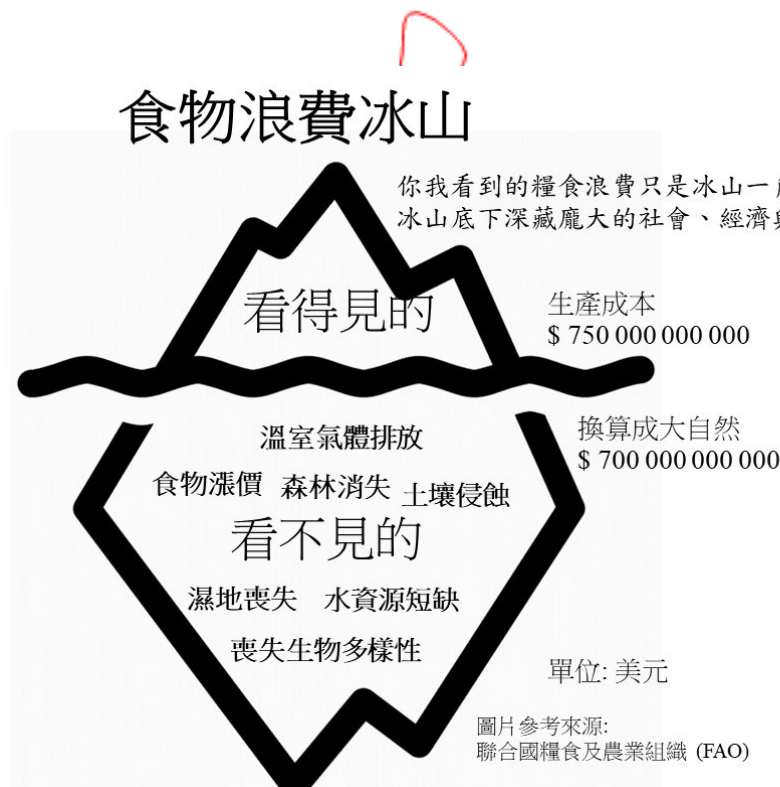 食物浪費冰山
你我看到的糧食浪費只是冰山一
冰山底下深藏龐大的社會、經濟
看得見的
生產成本
$ 750 000 000 000
換算成大自然
$ 700 000 000 000
溫室氣體排放
食物漲價 森林消失 土壤侵蝕
看不見的
濕地喪失 水資源短缺
喪失生物多樣性
單位: 美元
圖片參考來源:
聯合國糧食及農業組織 (FAO)